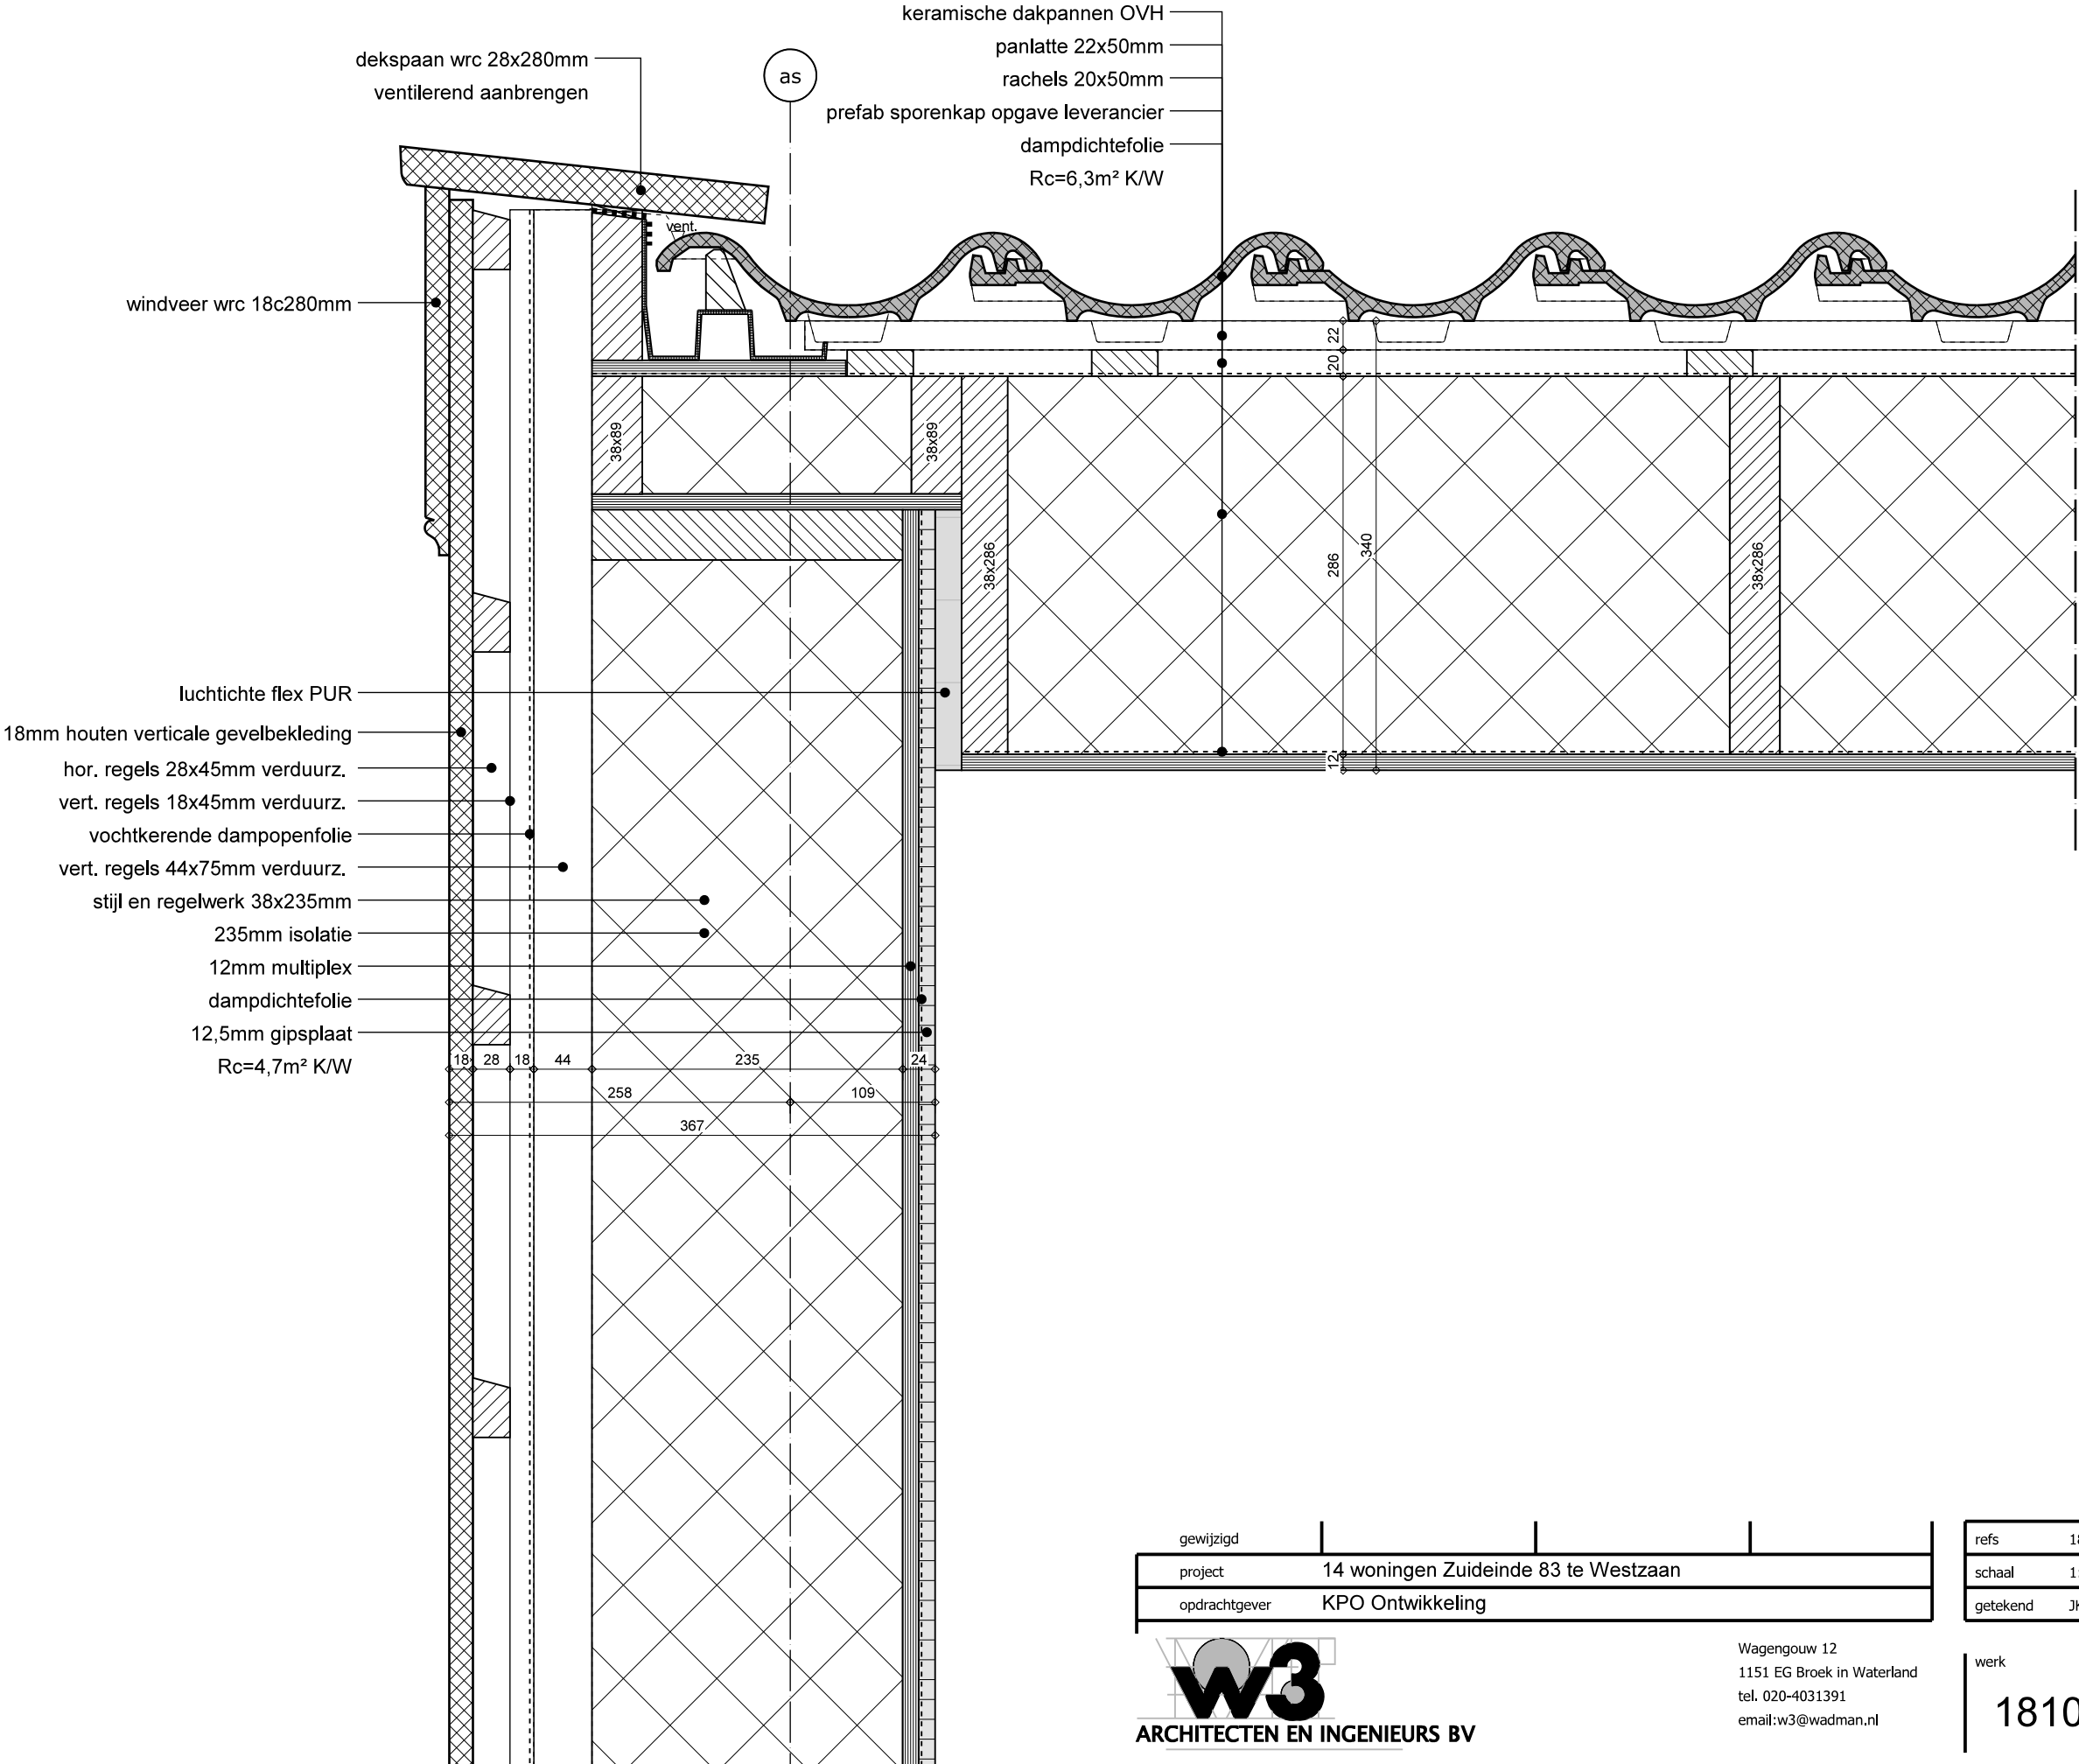 keramische dakpannen OVH
panlatte 22x50mm
rachels 20x50mm
prefab sporenkap opgave leverancier
dampdichtefolie
Rc=6,3m² K/W
dekspaan wrc 28x280mm
ventilerend aanbrengen
as
vent.
windveer wrc 18c280mm
22
20
38x89
38x89
38x286
286
340
38x286
12
luchtichte flex PUR
18mm houten verticale gevelbekleding
hor. regels 28x45mm verduurz.
vert. regels 18x45mm verduurz.
vochtkerende dampopenfolie
vert. regels 44x75mm verduurz.
stijl en regelwerk 38x235mm
235mm isolatie
12mm multiplex
dampdichtefolie
12,5mm gipsplaat
Rc=4,7m² K/W
18 28 18 44 235 24
258 109
367
gewijzigd
project 14 woningen Zuideinde 83 te Westzaan
opdrachtgever KPO Ontwikkeling
refs 18
schaal 1:
getekend JK
w3
ARCHITECTEN EN INGENIEURS BV
Wagengouw 12
1151 EG Broek in Waterland
tel. 020-4031391
email:w3@wadman.nl
werk
1810